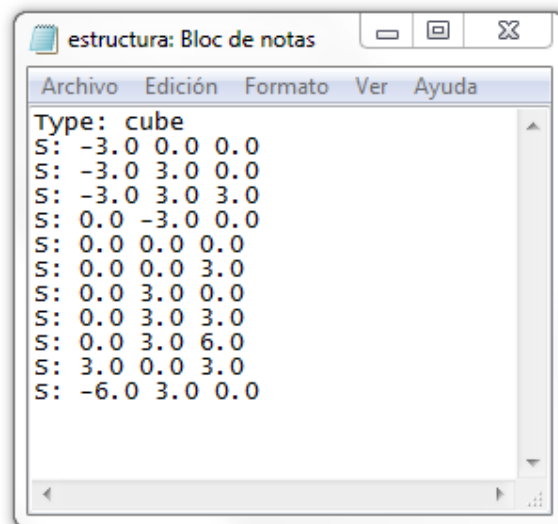 estructura: Bloc de notas
Archivo Edición Formato Ver Ayuda
Type: cube
S: -3.0 0.0 0.0
S: -3.0 3.0 0.0
S: -3.0 3.0 3.0
S: 0.0 -3.0 0.0
S: 0.0 0.0 0.0
S: 0.0 0.0 3.0
S: 0.0 3.0 0.0
S: 0.0 3.0 3.0
S: 0.0 3.0 6.0
S: 3.0 0.0 3.0
S: -6.0 3.0 0.0